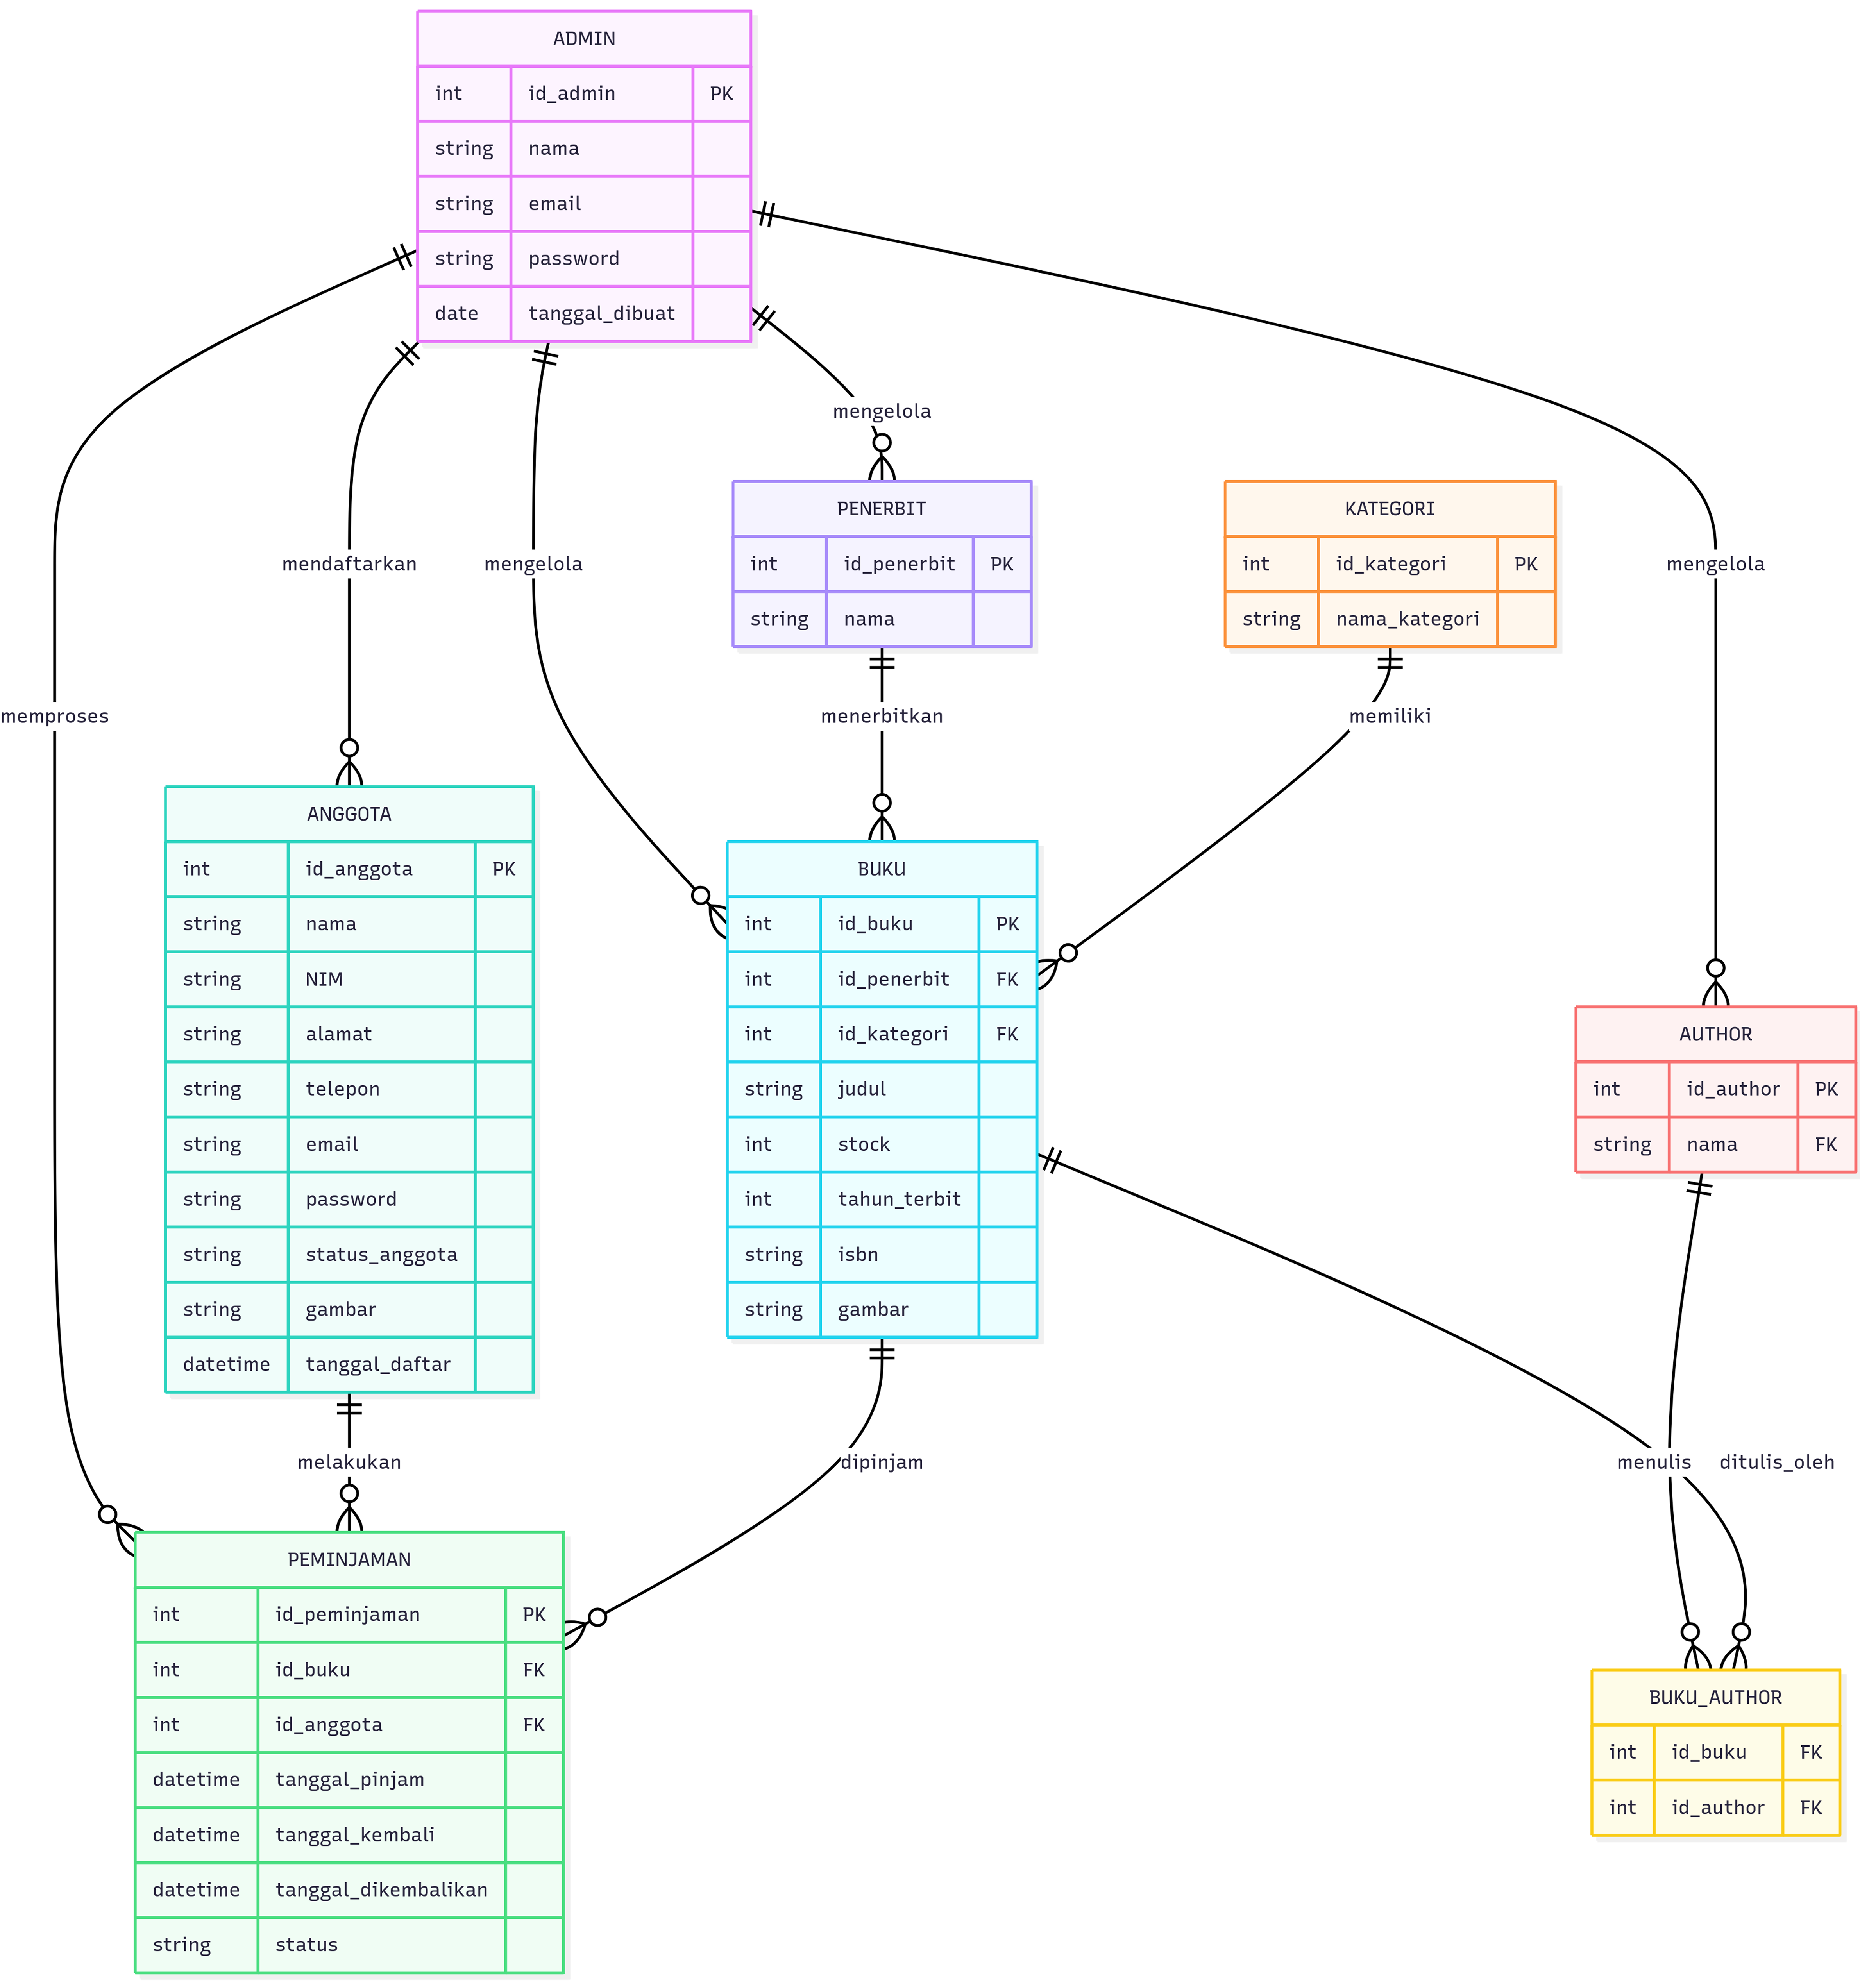 ADMIN
int id_admin PK
string nama
string email
string password
date tanggal_dibuat
mengelola
PENERBIT
int id_penerbit PK
string nama
KATEGORI
int id_kategori PK
string nama_kategori
mendaftarkan
mengelola
mengelola
memproses
menerbitkan
memiliki
ANGGOTA
int id_anggota PK
string nama
string NIM
string alamat
string telepon
string email
string password
string status_anggota
string gambar
datetime tanggal_daftar
BUKU
int id_buku PK
int id_penerbit FK
int id_kategori FK
string judul
int stock
int tahun_terbit
string isbn
string gambar
AUTHOR
int id_author PK
string nama FK
melakukan
dipinjam
menulis
ditulis_oleh
PEMINJAMAN
int id_peminjaman PK
int id_buku FK
int id_anggota FK
datetime tanggal_pinjam
datetime tanggal_kembali
datetime tanggal_dikembalikan
string status
BUKU_AUTHOR
int id_buku FK
int id_author FK